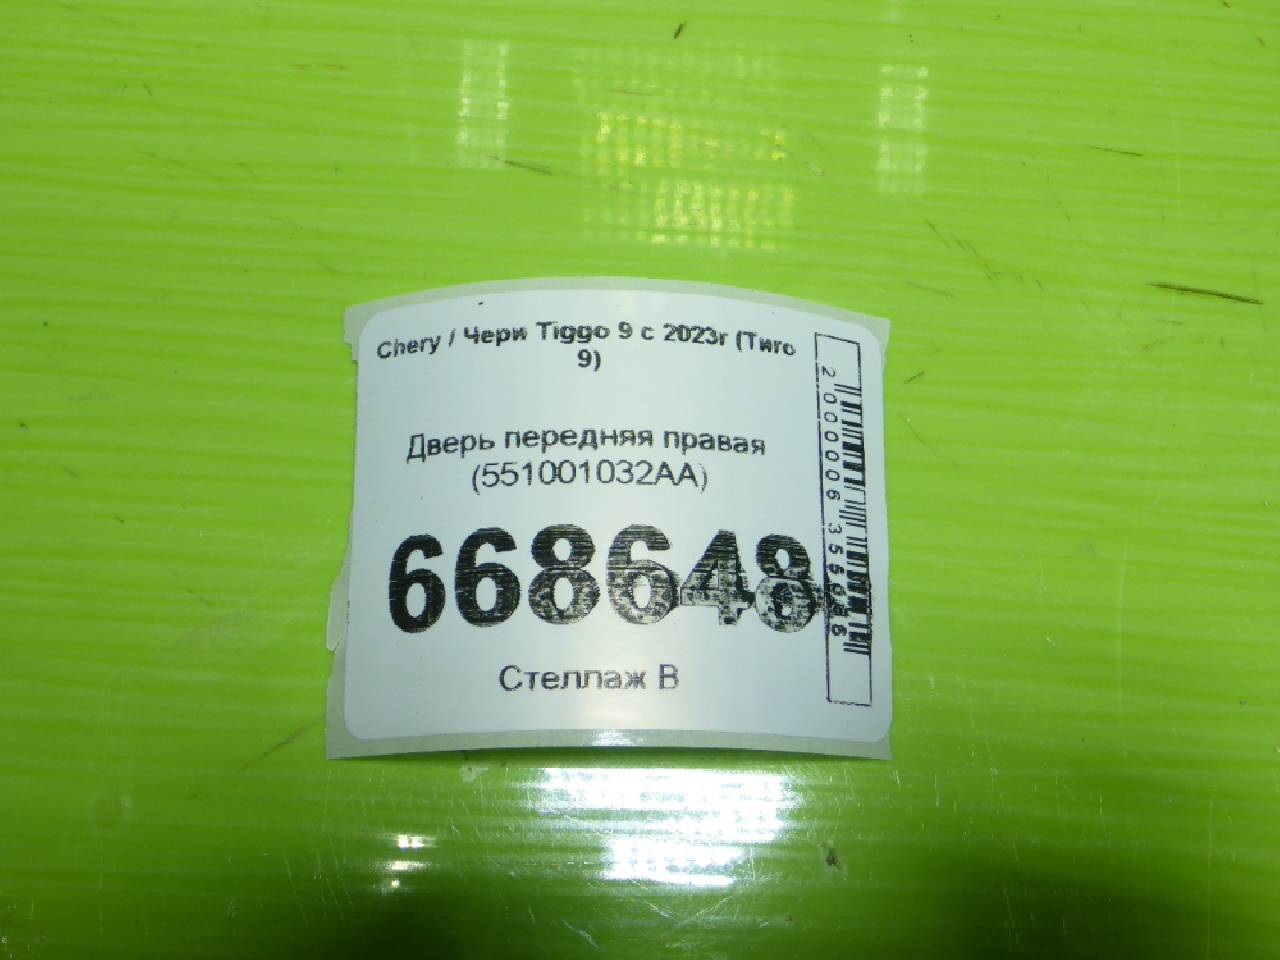 Chery / Чери Tiggo 9 с 2023г (Тиго
9)
Дверь передняя правая
(551001032AA)
668648
Стеллаж В